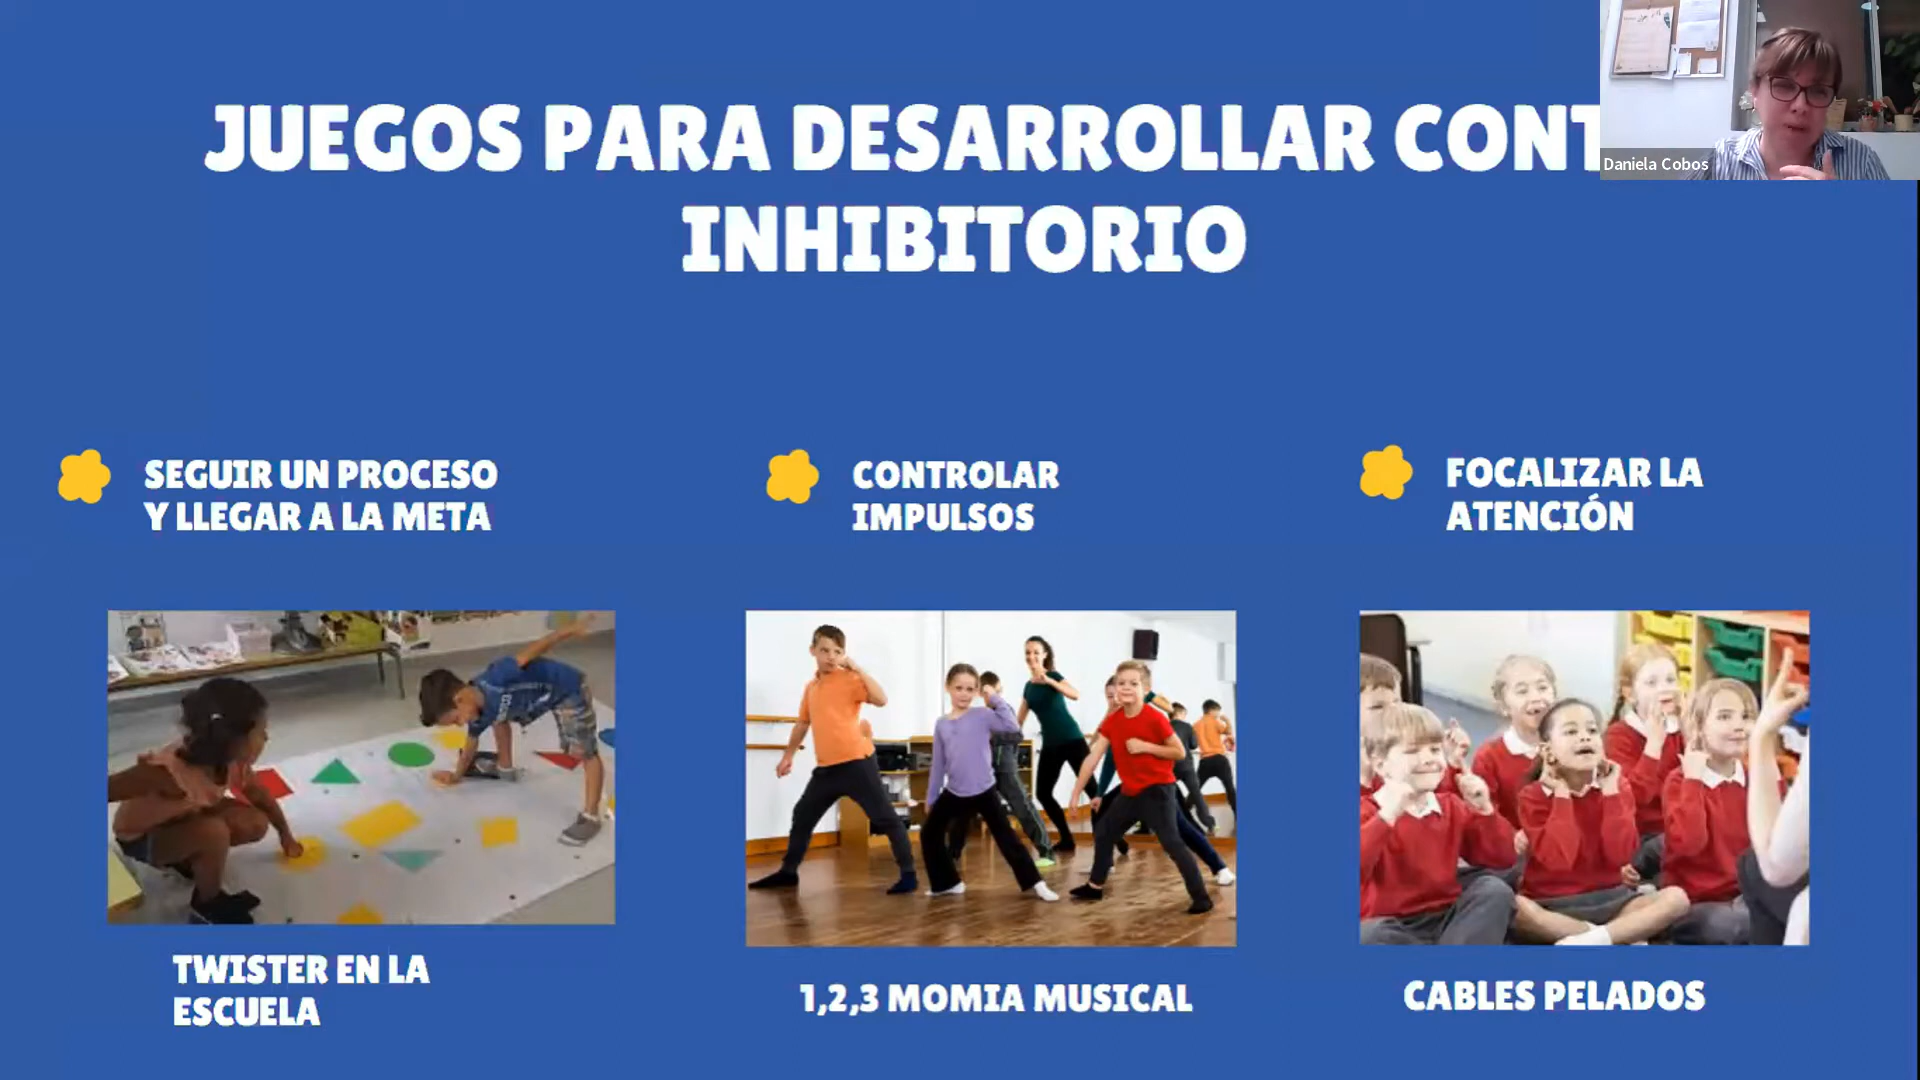 JUEGOS PARA DESARROLLAR CONT
INHIBITORIO
Daniela Cobos
SEGUIR UN PROCESO
Y LLEGAR A LA META
CONTROLAR
IMPULSOS
FOCALIZAR LA
ATENCIÓN
TWISTER EN LA
ESCUELA
1,2,3 MOMIA MUSICAL
CABLES PELADOS